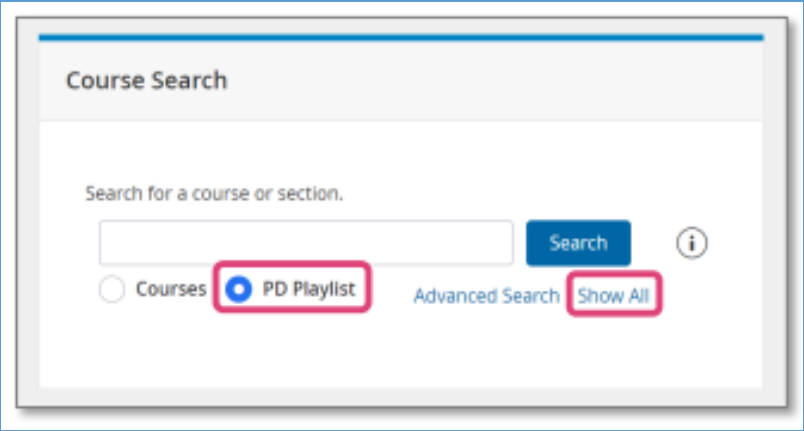 Course Search
Search for a course or section.
Search
Courses PD Playlist Advanced Search Show All